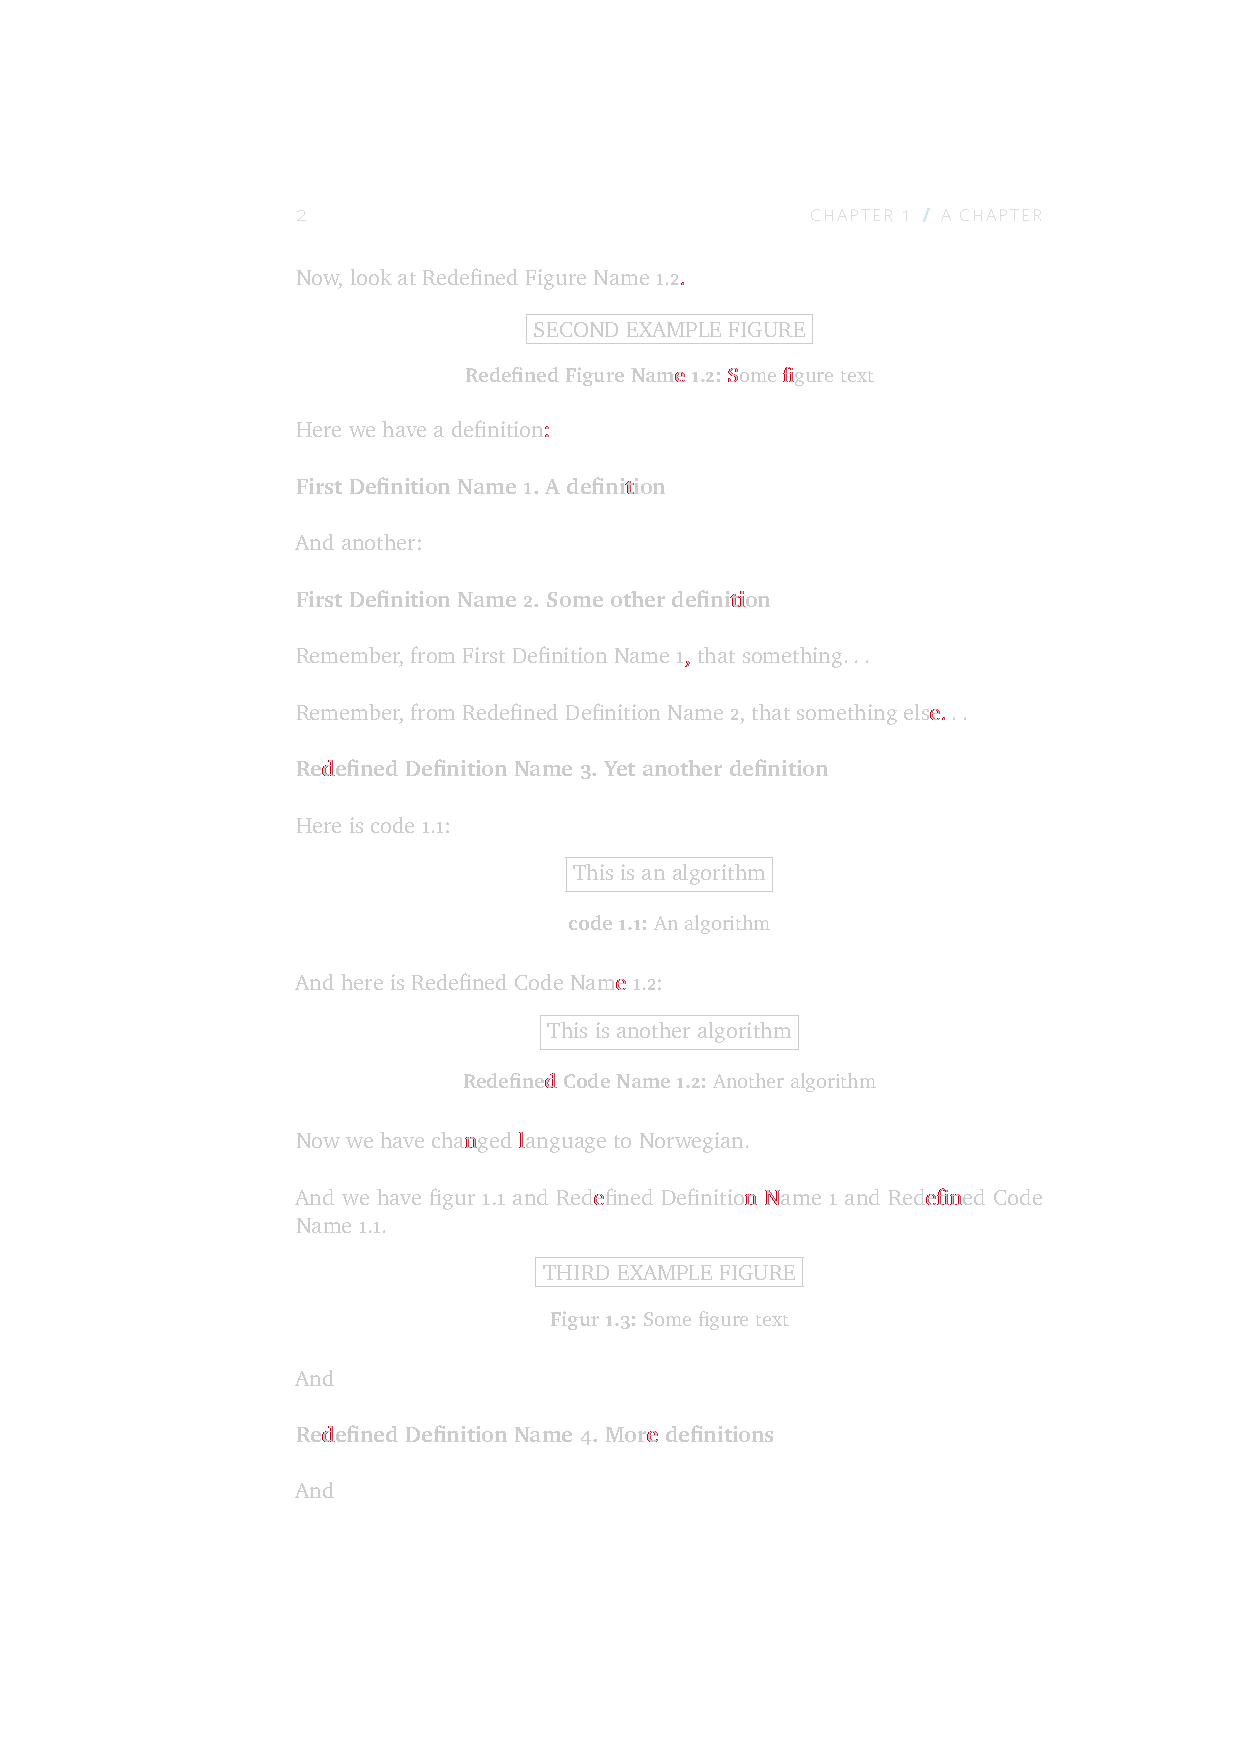 2 CHAPTER 1 / A CHAPTER
Now, look at Redefined Figure Name 1.2.
SECOND EXAMPLE FIGURE
Redefined Figure Name 1.2: Some figure text
Here we have a definition:
First Definition Name 1. A definition
And another:
First Definition Name 2. Some other definition
Remember, from First Definition Name 1, that something...
Remember, from Redefined Definition Name 2, that something else...
Redefined Definition Name 3. Yet another definition
Here is code 1.1:
This is an algorithm
code 1.1: An algorithm
And here is Redefined Code Name 1.2:
This is another algorithm
Redefined Code Name 1.2: Another algorithm
Now we have changed language to Norwegian.
And we have figur 1.1 and Redefined Definition Name 1 and Redefined Code
Name 1.1.
THIRD EXAMPLE FIGURE
Figur 1.3: Some figure text
And
Redefined Definition Name 4. More definitions
And